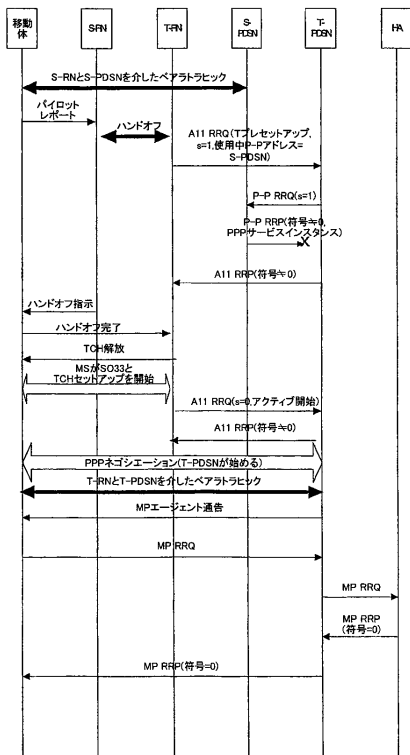 移動
体
S-RN
T-RN
S-
PDSN
T-
PDSN
HA
S-RNとS-PDSNを介したベアラトラヒック
パイロット
レポート
ハンドオフ
A11 RRQ(Tプレセットアップ,
s=1,使用中P-Pアドレス=
S-PDSN)
P-P RRQ(s=1)
P-P RRP(符号≠0,
PPPサービスインスタンス)
A11 RRP(符号≠0)
ハンドオフ指示
ハンドオフ完了
TCH解放
MSがSO33と
TCHセットアップを開始
A11 RRQ(s=0,アクティブ開始)
A11 RRP(符号≠0)
PPPネゴシエーション(T-PDSNが始める)
T-RNとT-PDSNを介したベアラトラヒック
MPエージェント通告
MP RRQ
MP RRQ
MP RRP
(符号=0)
MP RRP(符号=0)